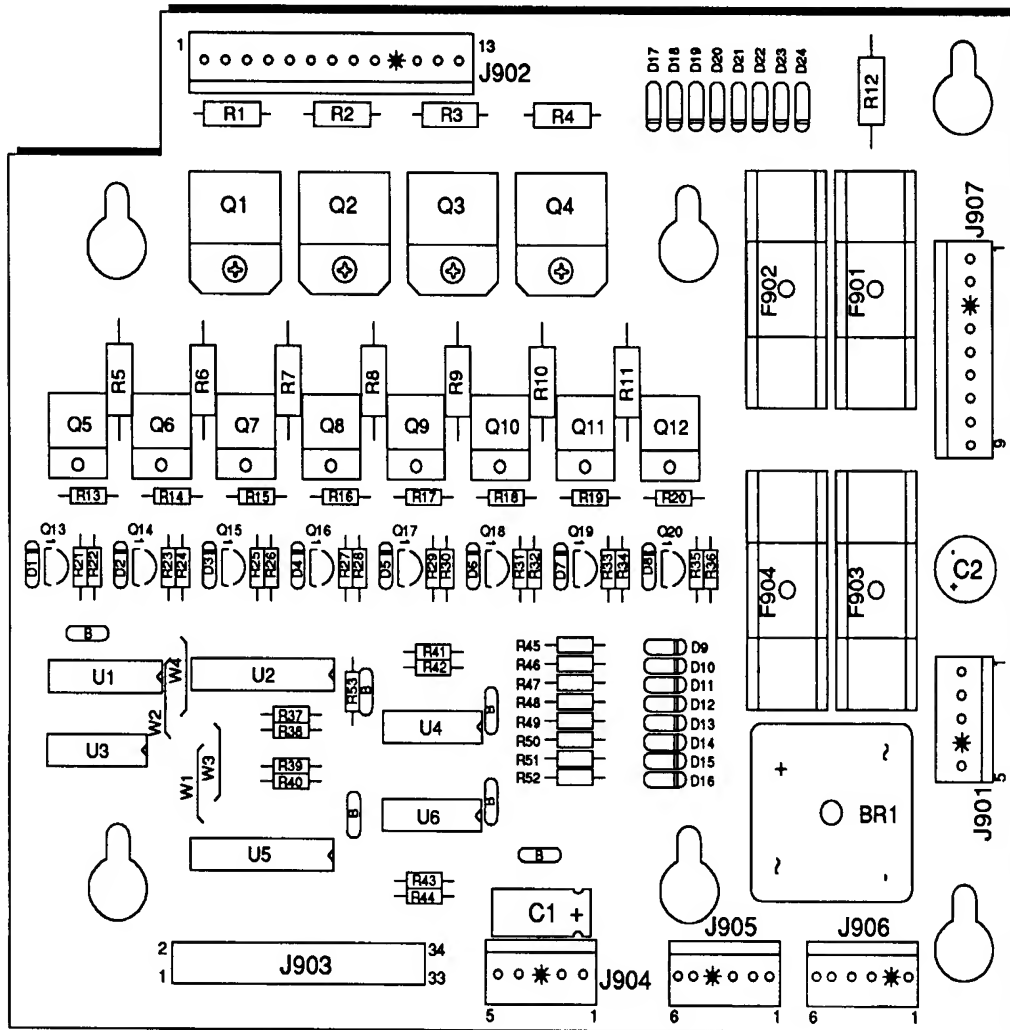 1
13
J902
R1 R2 R3 R4
D17 D18 D19 D20 D21 D22 D23 D24
R12
Q1 Q2 Q3 Q4
F902 F901
J907
1
9
R5 R6 R7 R8 R9 R10 R11
Q5 Q6 Q7 Q8 Q9 Q10 Q11 Q12
R13 R14 R15 R16 R17 R18 R19 R20
Q13 Q14 Q15 Q16 Q17 Q18 Q19 Q20
D1 R21 R22 D2 R23 R24 D3 R25 R26 D4 R27 R28 D5 R29 R30 D6 R31 R32 D7 R33 R34 D8 R35 R36
F904 F903
-
C2
+
B
U1
W4
W2
U2
R53
B
R41
R42
R45 D9
R46 D10
R47 D11
R48 D12
R49 D13
R50 D14
R51 D15
R52 D16
1
5
J901
U3
W1
W3
R37
R38
R39
R40
U4
B
+ ~
BR1
~ -
U5
B
U6
B
B
R43
R44
C1 +
2 34
J903
1 33
J904
5 1
J905
6 1
J906
6 1